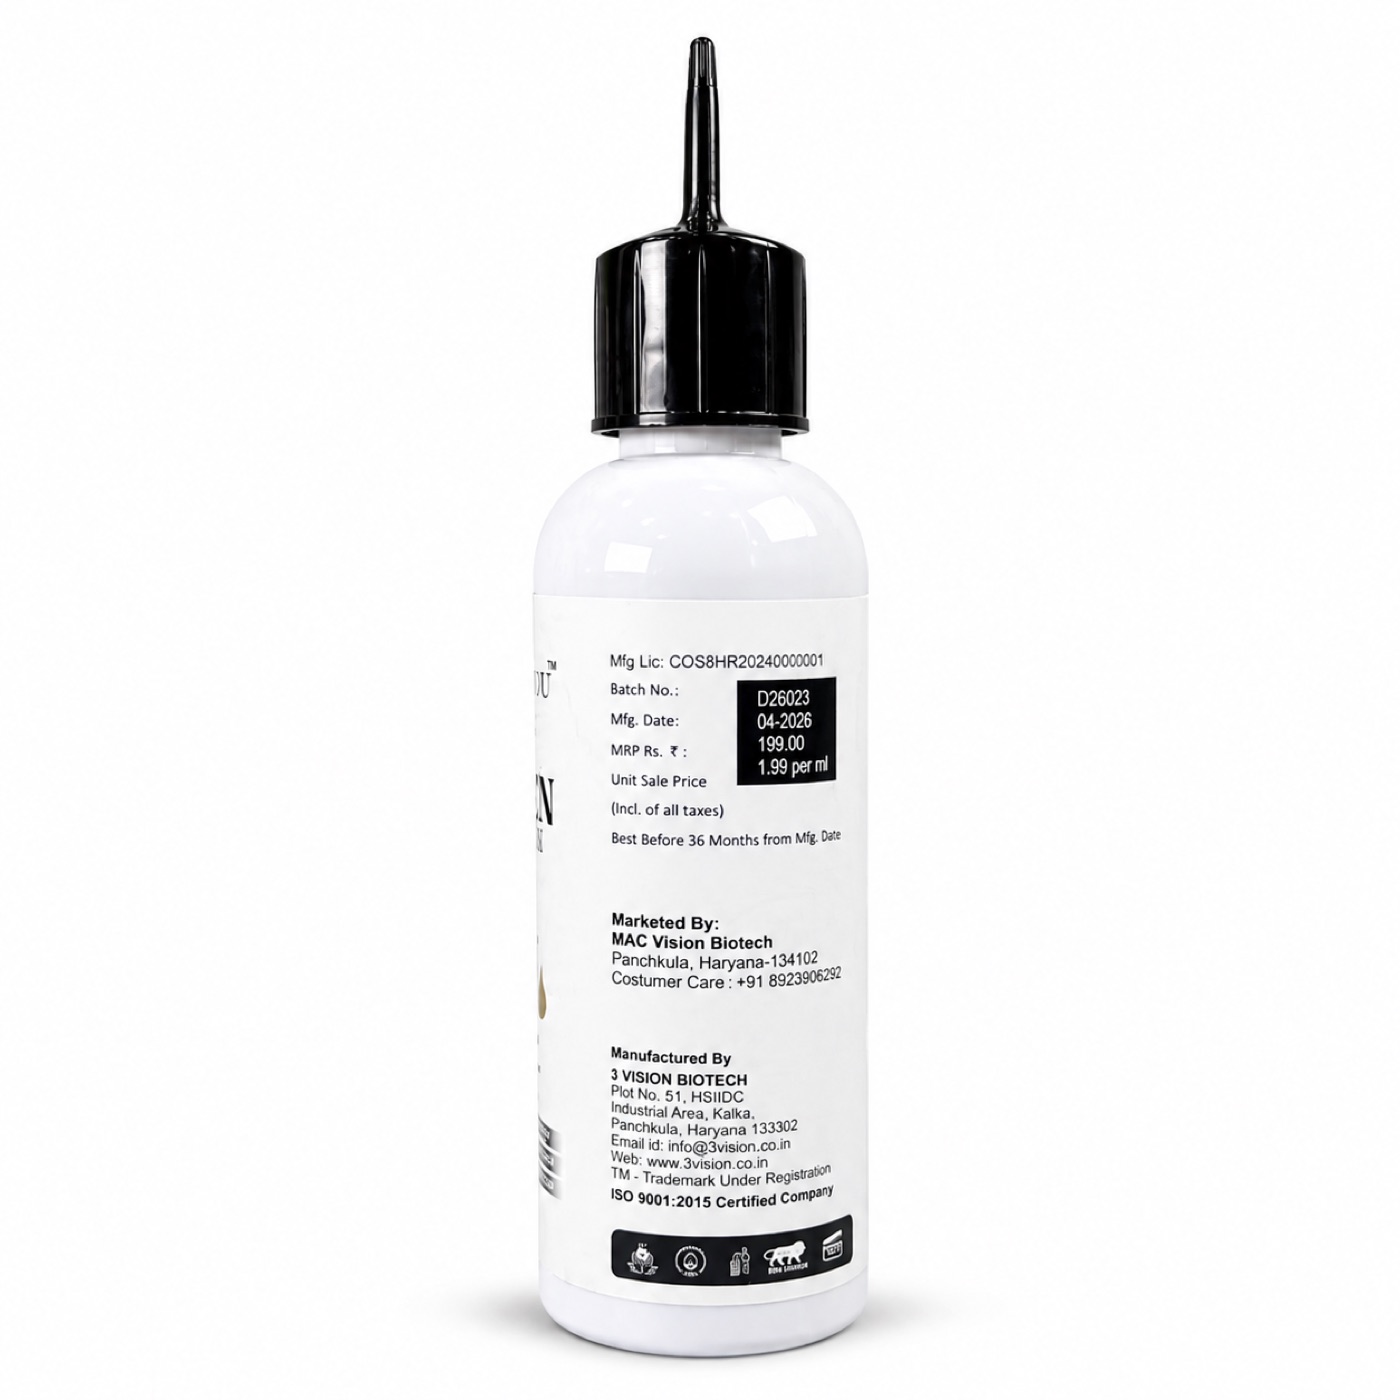 Mfg Lic: COS8HR20240000001
Batch No.: D26023
Mfg. Date: 04-2026
MRP Rs. ₹ : 199.00
Unit Sale Price 1.99 per ml
(Incl. of all taxes)
Best Before 36 Months from Mfg. Date
Marketed By:
MAC Vision Biotech
Panchkula, Haryana-134102
Costumer Care : +91 8923906292
Manufactured By
3 VISION BIOTECH
Plot No. 51, HSIIDC
Industrial Area, Kalka,
Panchkula, Haryana 133302
Email id: info@3vision.co.in
Web: www.3vision.co.in
TM - Trademark Under Registration
ISO 9001:2015 Certified Company
TM